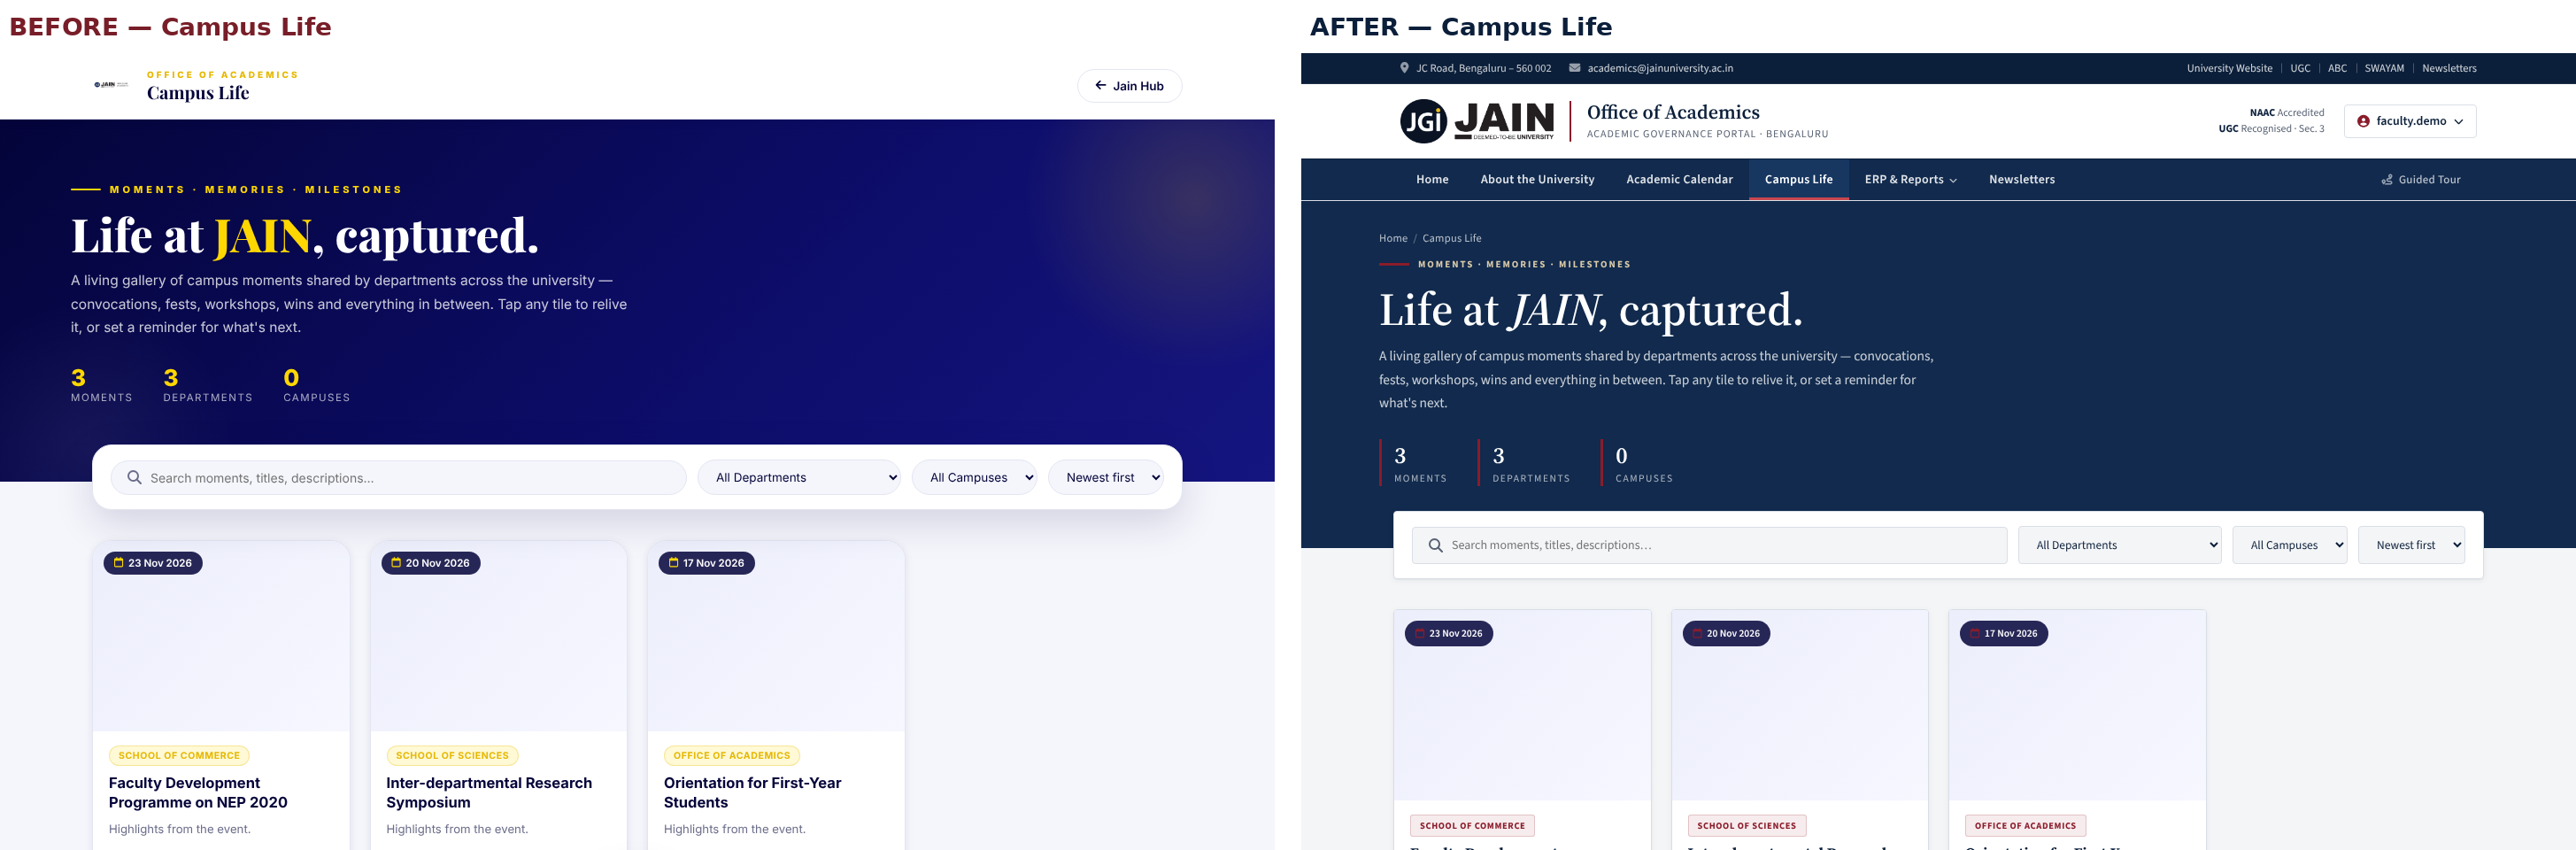 BEFORE — Campus Life
JAIN
OFFICE OF ACADEMICS
Campus Life
Jain Hub
MOMENTS · MEMORIES · MILESTONES
Life at JAIN, captured.
A living gallery of campus moments shared by departments across the university —
convocations, fests, workshops, wins and everything in between. Tap any tile to relive
it, or set a reminder for what's next.
3
MOMENTS
3
DEPARTMENTS
0
CAMPUSES
Search moments, titles, descriptions...
All Departments
All Campuses
Newest first
23 Nov 2026
SCHOOL OF COMMERCE
Faculty Development
Programme on NEP 2020
Highlights from the event.
20 Nov 2026
SCHOOL OF SCIENCES
Inter-departmental Research
Symposium
Highlights from the event.
17 Nov 2026
OFFICE OF ACADEMICS
Orientation for First-Year
Students
Highlights from the event.
AFTER — Campus Life
JC Road, Bengaluru – 560 002
academics@jainuniversity.ac.in
University Website
UGC
ABC
SWAYAM
Newsletters
JGi JAIN
DEEMED-TO-BE UNIVERSITY
Office of Academics
ACADEMIC GOVERNANCE PORTAL · BENGALURU
NAAC Accredited
UGC Recognised · Sec. 3
faculty.demo
Home
About the University
Academic Calendar
Campus Life
ERP & Reports
Newsletters
Guided Tour
Home / Campus Life
MOMENTS · MEMORIES · MILESTONES
Life at JAIN, captured.
A living gallery of campus moments shared by departments across the university — convocations,
fests, workshops, wins and everything in between. Tap any tile to relive it, or set a reminder for
what's next.
3
MOMENTS
3
DEPARTMENTS
0
CAMPUSES
Search moments, titles, descriptions...
All Departments
All Campuses
Newest first
23 Nov 2026
SCHOOL OF COMMERCE
20 Nov 2026
SCHOOL OF SCIENCES
17 Nov 2026
OFFICE OF ACADEMICS